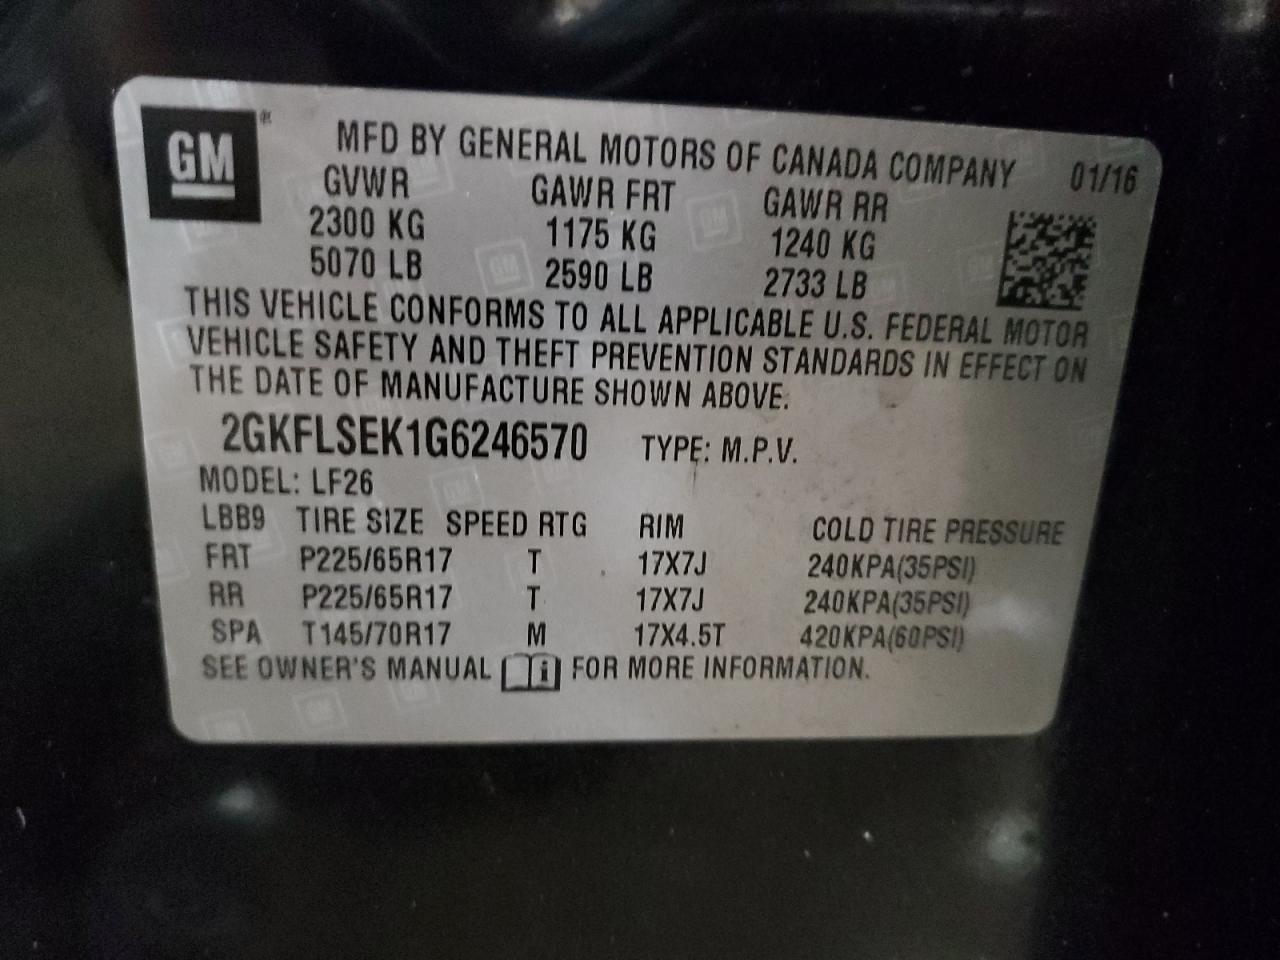 GM®
MFD BY GENERAL MOTORS OF CANADA COMPANY 01/16
GVWR GAWR FRT GAWR RR
2300 KG 1175 KG 1240 KG
5070 LB 2590 LB 2733 LB
THIS VEHICLE CONFORMS TO ALL APPLICABLE U.S. FEDERAL MOTOR
VEHICLE SAFETY AND THEFT PREVENTION STANDARDS IN EFFECT ON
THE DATE OF MANUFACTURE SHOWN ABOVE.
2GKFLSEK1G6246570 TYPE: M.P.V.
MODEL: LF26
LBB9 TIRE SIZE SPEED RTG RIM COLD TIRE PRESSURE
FRT P225/65R17 T 17X7J 240KPA(35PSI)
RR P225/65R17 T 17X7J 240KPA(35PSI)
SPA T145/70R17 M 17X4.5T 420KPA(60PSI)
SEE OWNER'S MANUAL FOR MORE INFORMATION.